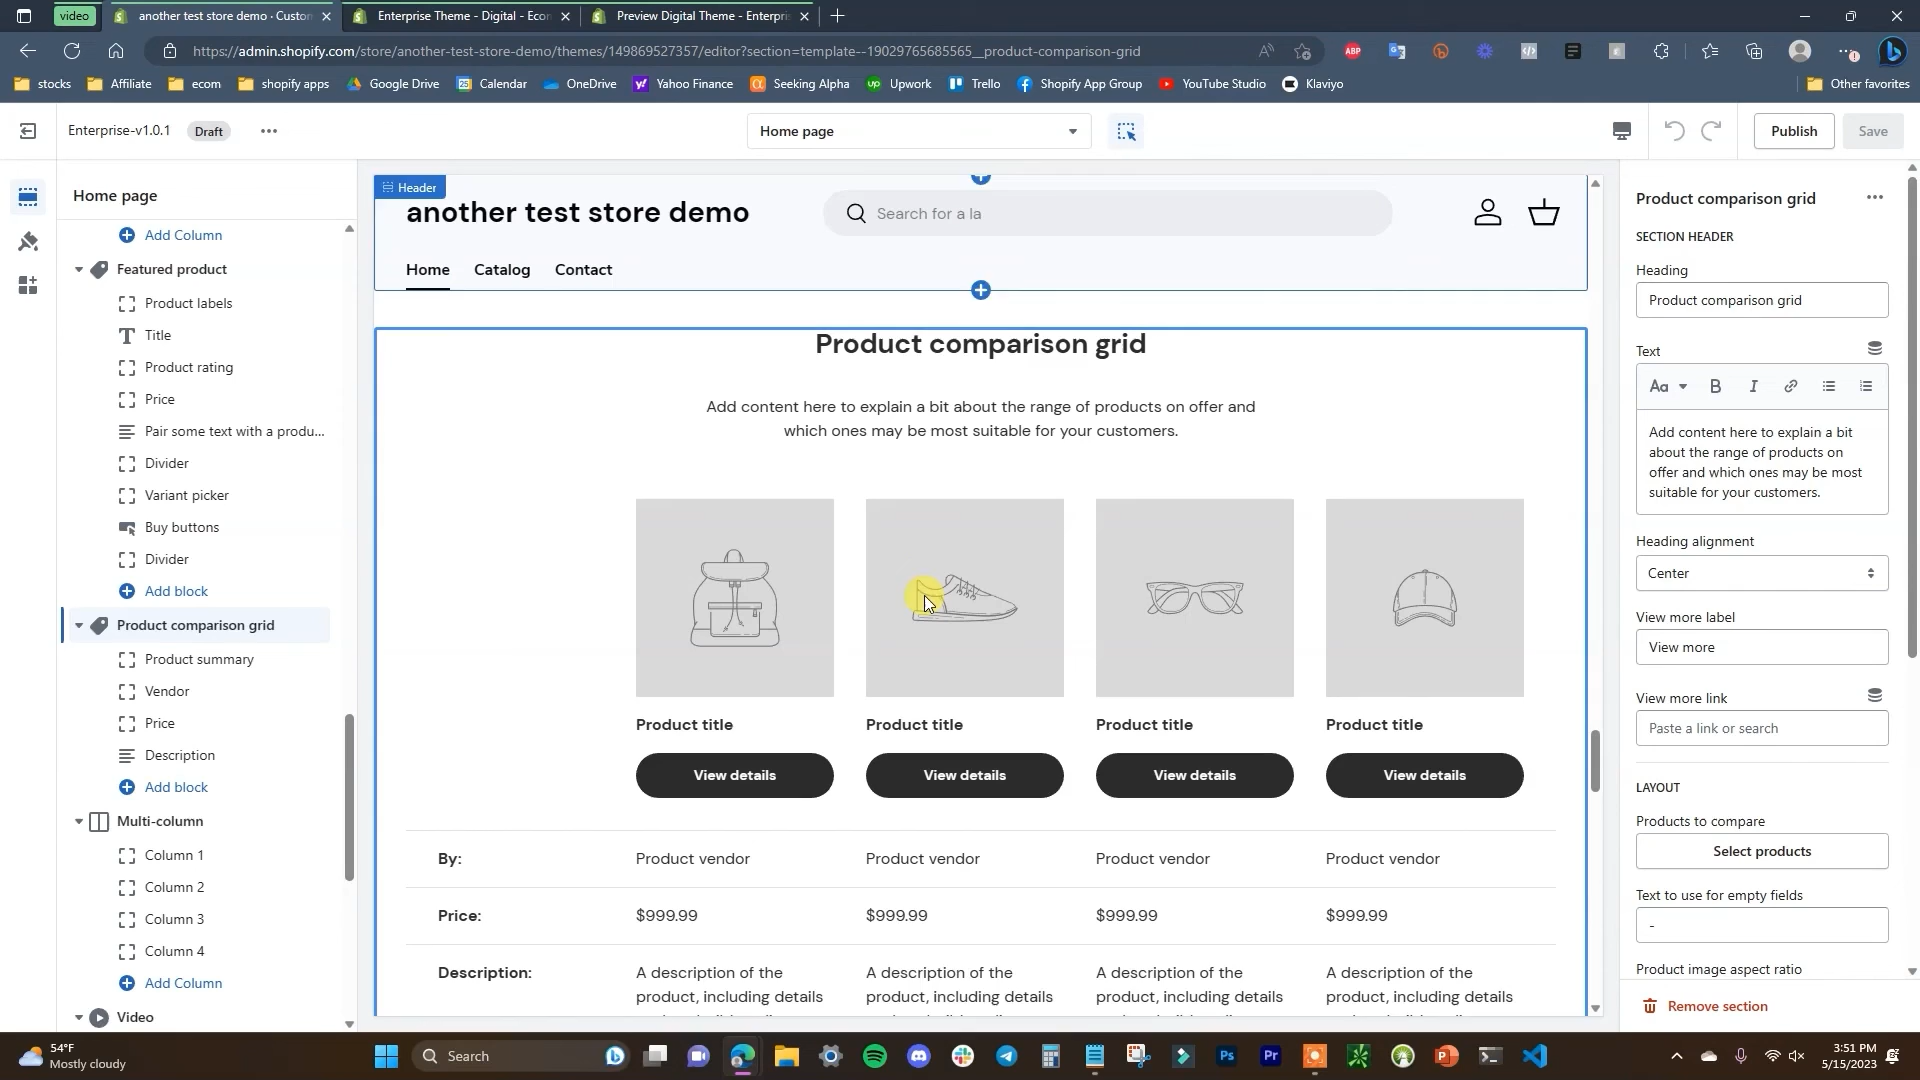 video
another test store demo · Custor
Enterprise Theme - Digital - Econ
Preview Digital Theme - Enterpris
https://admin.shopify.com/store/another-test-store-demo/themes/149869527357/editor?section=template--19029765685565__product-comparison-grid
ABP
stocks
Affiliate
ecom
shopify apps
Google Drive
Calendar
OneDrive
Yahoo Finance
Seeking Alpha
Upwork
Trello
Shopify App Group
YouTube Studio
Klaviyo
Other favorites
Enterprise-v1.0.1
Draft
Home page
Publish
Save
Home page
Add Column
Featured product
Product labels
Title
Product rating
Price
Pair some text with a produ...
Divider
Variant picker
Buy buttons
Divider
Add block
Product comparison grid
Product summary
Vendor
Price
Description
Add block
Multi-column
Column 1
Column 2
Column 3
Column 4
Add Column
Video
Header
another test store demo
Search for a la
Home
Catalog
Contact
Product comparison grid
Add content here to explain a bit about the range of products on offer and
which ones may be most suitable for your customers.
Product title
Product title
Product title
Product title
View details
View details
View details
View details
By:
Product vendor
Product vendor
Product vendor
Product vendor
Price:
$999.99
$999.99
$999.99
$999.99
Description:
A description of the
A description of the
A description of the
A description of the
product, including details
product, including details
product, including details
product, including details
Product comparison grid
SECTION HEADER
Heading
Product comparison grid
Text
Aa
B
I
Add content here to explain a bit
about the range of products on
offer and which ones may be most
suitable for your customers.
Heading alignment
Center
View more label
View more
View more link
Paste a link or search
LAYOUT
Products to compare
Select products
Text to use for empty fields
-
Product image aspect ratio
Remove section
54°F
Mostly cloudy
Search
Ps
Pr
3:51 PM
5/15/2023